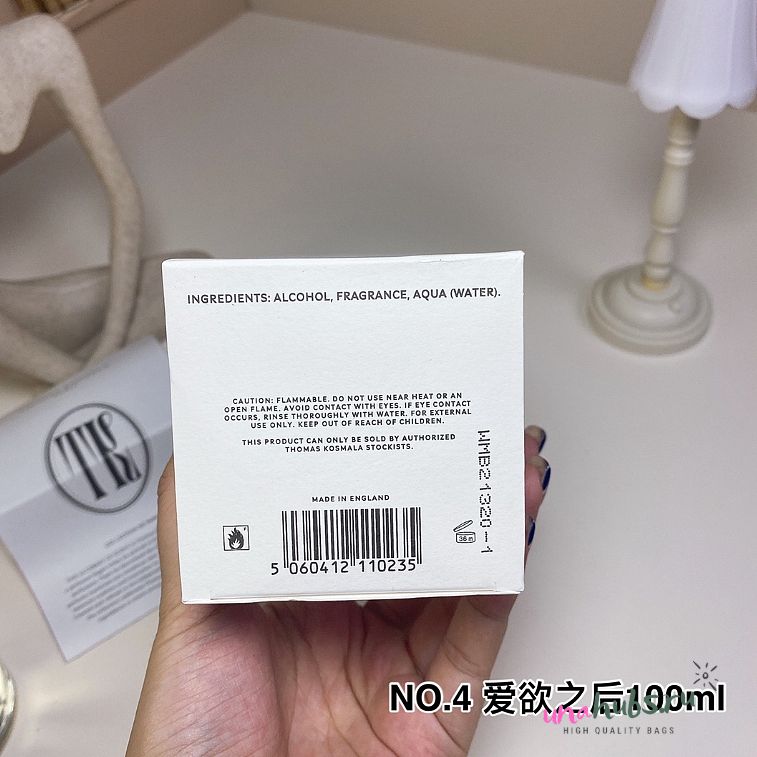 INGREDIENTS: ALCOHOL, FRAGRANCE, AQUA (WATER).
CAUTION: FLAMMABLE. DO NOT USE NEAR HEAT OR AN
OPEN FLAME. AVOID CONTACT WITH EYES. IF EYE CONTACT
OCCURS, RINSE THOROUGHLY WITH WATER. FOR EXTERNAL
USE ONLY. KEEP OUT OF REACH OF CHILDREN.
THIS PRODUCT CAN ONLY BE SOLD BY AUTHORIZED
THOMAS KOSMALA STOCKISTS.
WMB21320-1
MADE IN ENGLAND
5 060412 110235
TK
NO.4 爱欲之后100ml
HIGH QUALITY BAGS